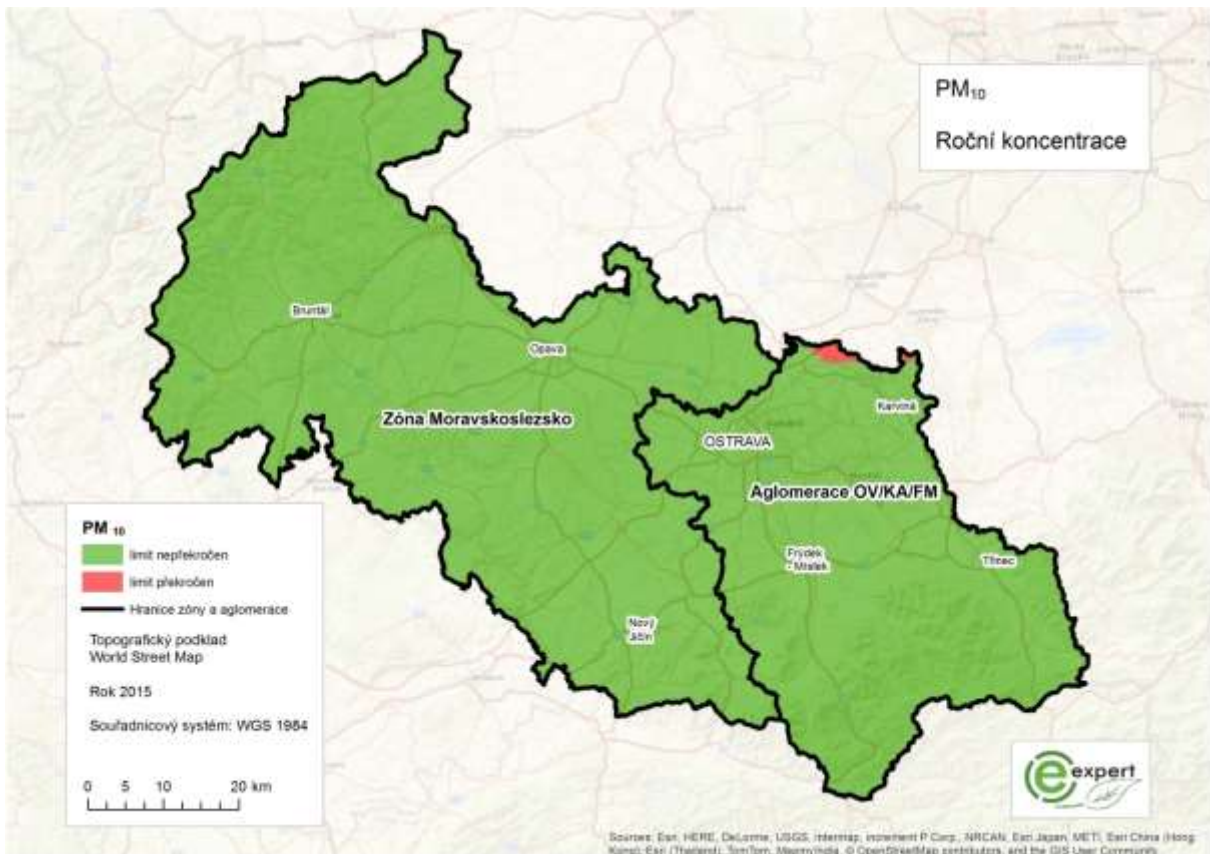 PM₁₀
Roční koncentrace
Bruntál
Opava
Karviná
Zóna Moravskoslezsko
OSTRAVA
Aglomerace OV/KA/FM
Frýdek
- Místek
Třinec
Nový
Jičín
PM 10
limit nepřekročen
limit překročen
Hranice zóny a aglomerace
Topografický podklad
World Street Map
Rok 2015
Souřadnicový systém: WGS 1984
0 5 10 20 km
e expert
Sources: Esri, HERE, DeLorme, USGS, Intermap, increment P Corp., NRCAN, Esri Japan, METI, Esri China (Hong
Kong), Esri (Thailand), TomTom, MapmyIndia, © OpenStreetMap contributors, and the GIS User Community